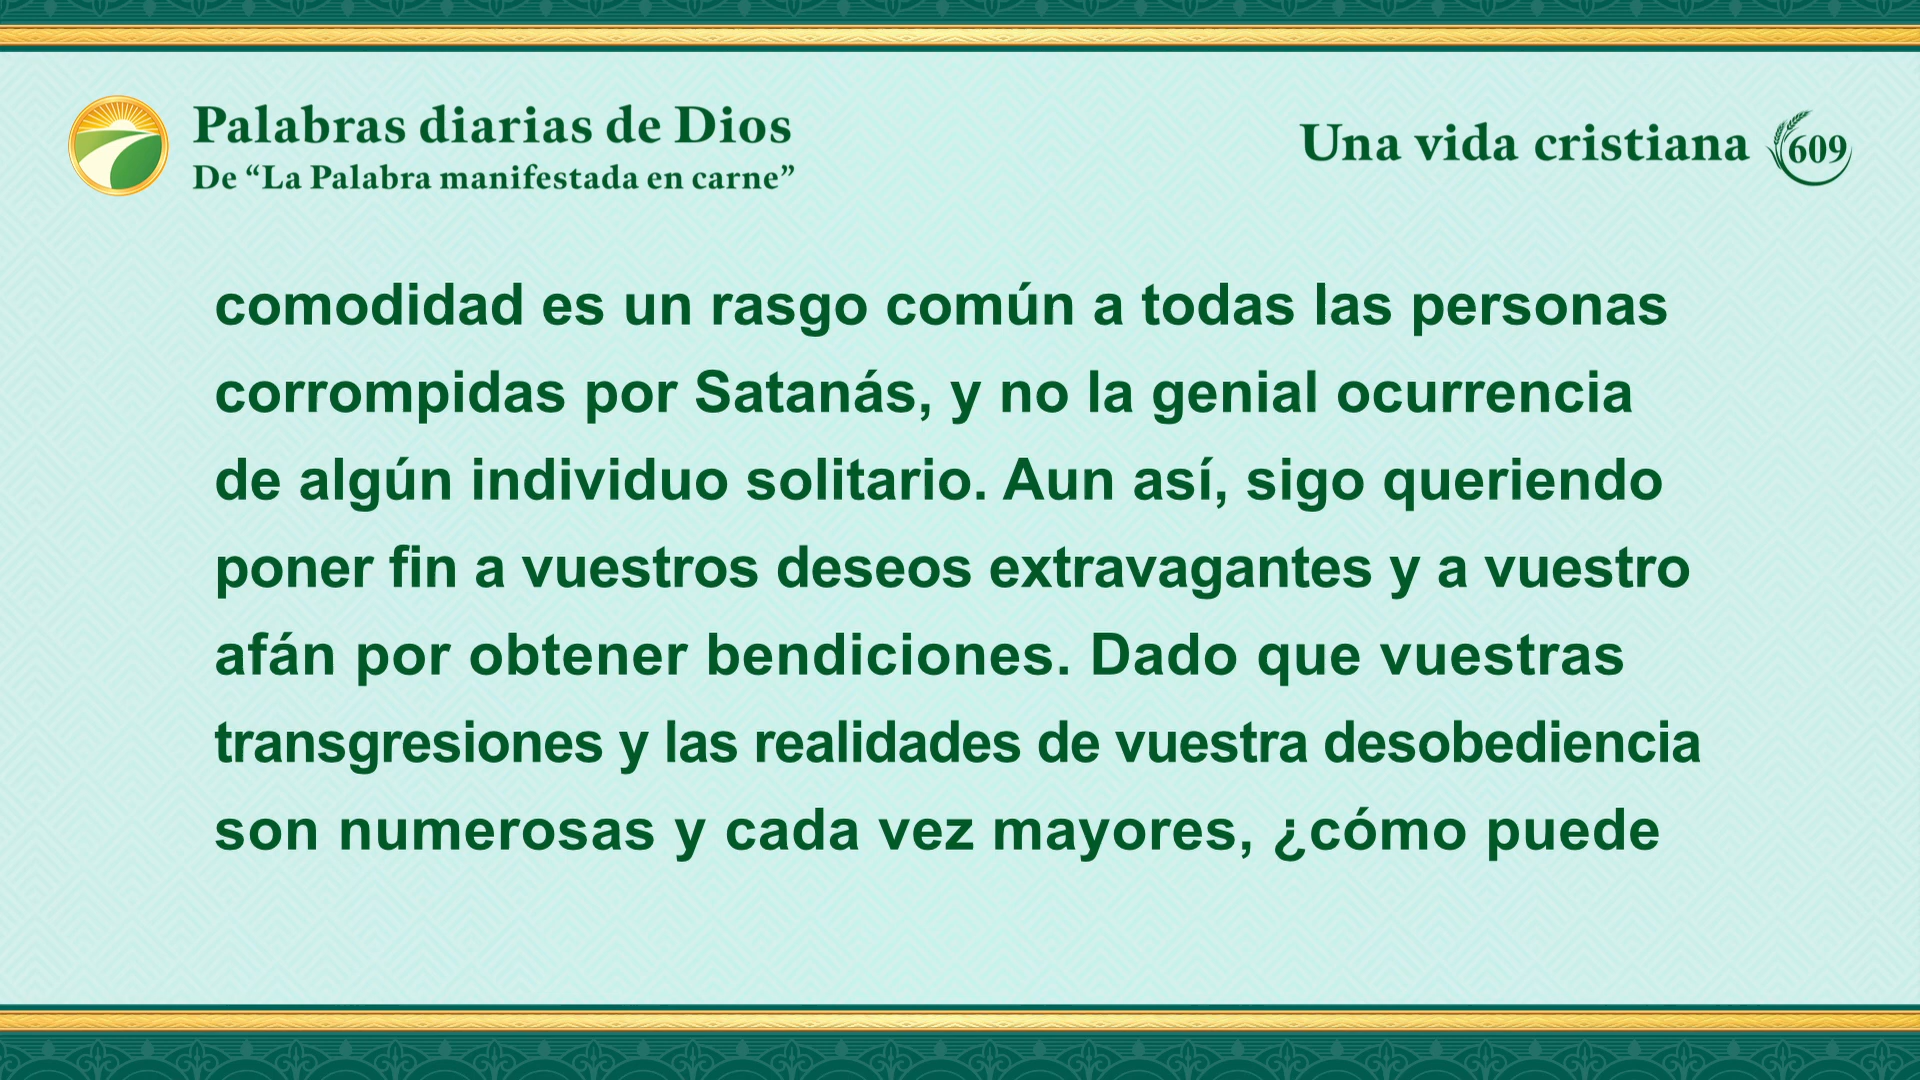 Palabras diarias de Dios
De “La Palabra manifestada en carne”
Una vida cristiana 609
comodidad es un rasgo común a todas las personas
corrompidas por Satanás, y no la genial ocurrencia
de algún individuo solitario. Aun así, sigo queriendo
poner fin a vuestros deseos extravagantes y a vuestro
afán por obtener bendiciones. Dado que vuestras
transgresiones y las realidades de vuestra desobediencia
son numerosas y cada vez mayores, ¿cómo puede